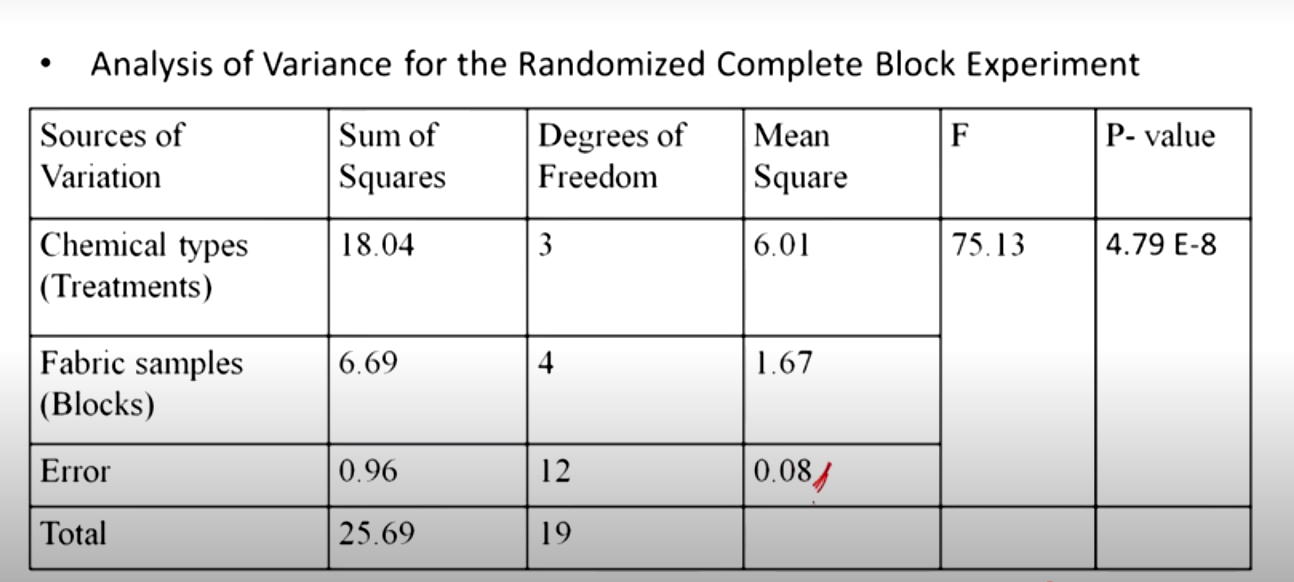 • Analysis of Variance for the Randomized Complete Block Experiment
Sources of Variation | Sum of Squares | Degrees of Freedom | Mean Square | F | P- value
Chemical types (Treatments) | 18.04 | 3 | 6.01 | 75.13 | 4.79 E-8
Fabric samples (Blocks) | 6.69 | 4 | 1.67
Error | 0.96 | 12 | 0.08
Total | 25.69 | 19